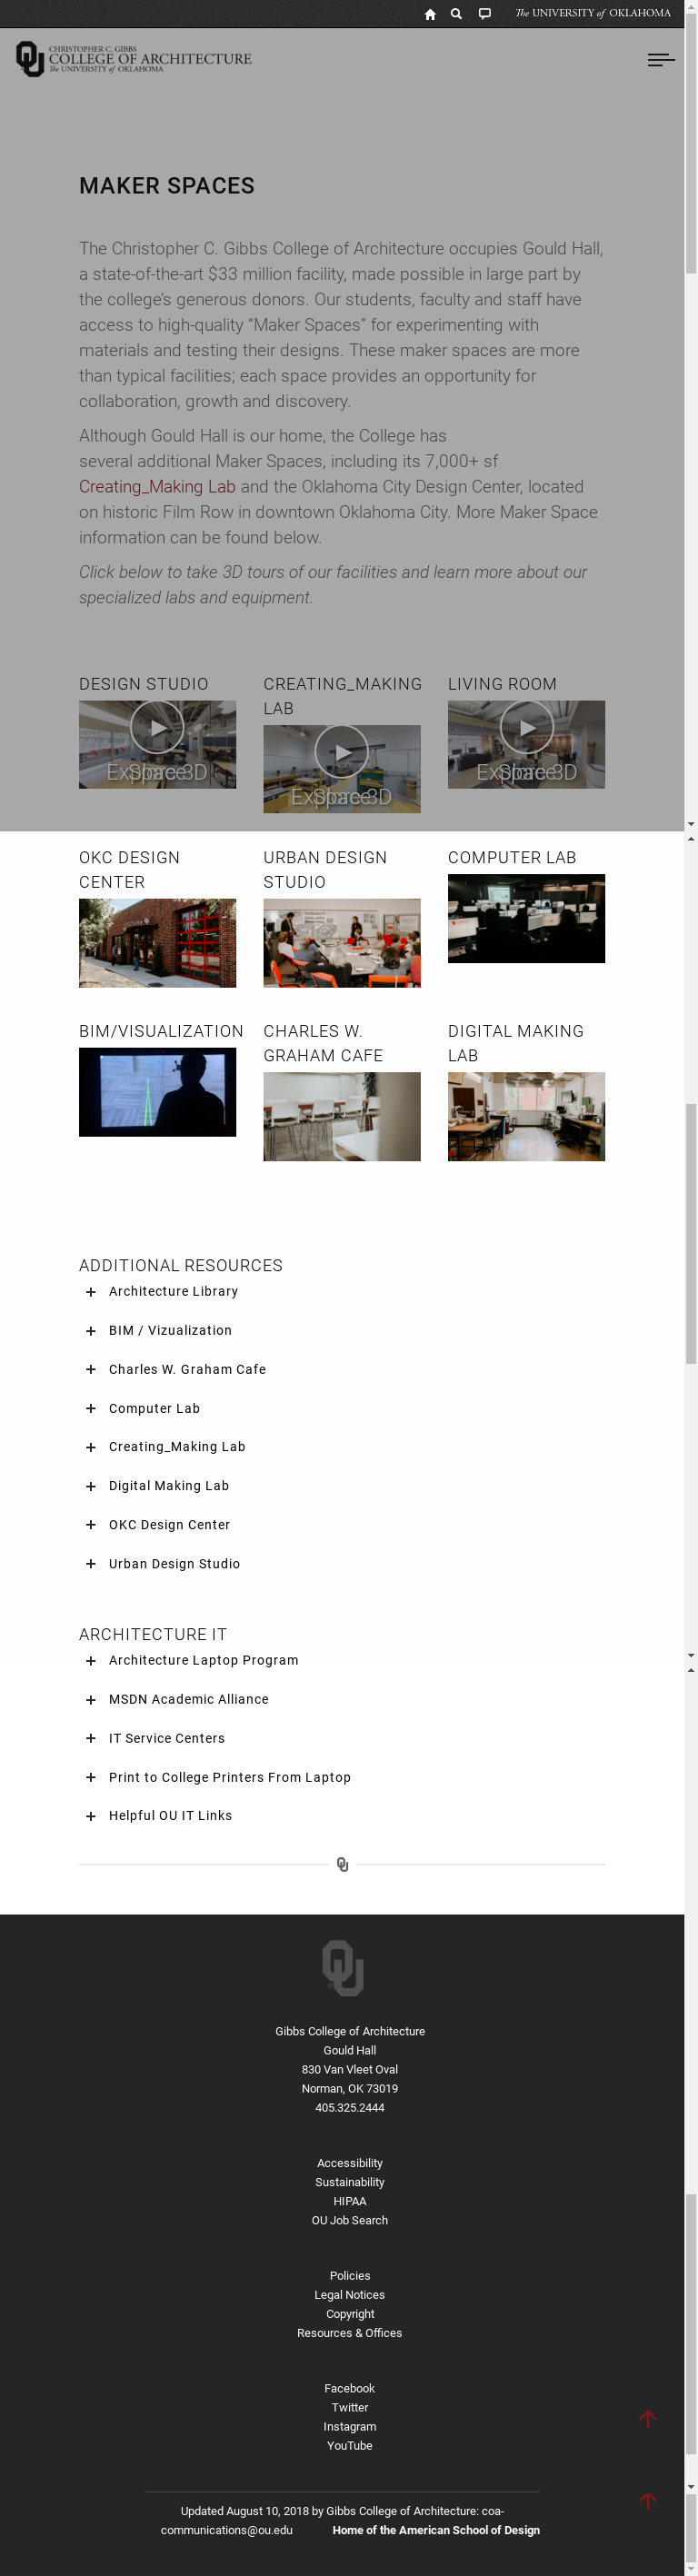 The UNIVERSITY of OKLAHOMA
CHRISTOPHER C. GIBBS
COLLEGE OF ARCHITECTURE
The UNIVERSITY of OKLAHOMA
MAKER SPACES
The Christopher C. Gibbs College of Architecture occupies Gould Hall,
a state-of-the-art $33 million facility, made possible in large part by
the college's generous donors. Our students, faculty and staff have
access to high-quality “Maker Spaces” for experimenting with
materials and testing their designs. These maker spaces are more
than typical facilities; each space provides an opportunity for
collaboration, growth and discovery.
Although Gould Hall is our home, the College has
several additional Maker Spaces, including its 7,000+ sf
Creating_Making Lab and the Oklahoma City Design Center, located
on historic Film Row in downtown Oklahoma City. More Maker Space
information can be found below.
Click below to take 3D tours of our facilities and learn more about our
specialized labs and equipment.
DESIGN STUDIO
Explore 3D Space
CREATING_MAKING
LAB
Explore 3D Space
LIVING ROOM
Explore 3D Space
OKC DESIGN
CENTER
URBAN DESIGN
STUDIO
COMPUTER LAB
BIM/VISUALIZATION
CHARLES W.
GRAHAM CAFE
DIGITAL MAKING
LAB
ADDITIONAL RESOURCES
+ Architecture Library
+ BIM / Vizualization
+ Charles W. Graham Cafe
+ Computer Lab
+ Creating_Making Lab
+ Digital Making Lab
+ OKC Design Center
+ Urban Design Studio
ARCHITECTURE IT
+ Architecture Laptop Program
+ MSDN Academic Alliance
+ IT Service Centers
+ Print to College Printers From Laptop
+ Helpful OU IT Links
Gibbs College of Architecture
Gould Hall
830 Van Vleet Oval
Norman, OK 73019
405.325.2444
Accessibility
Sustainability
HIPAA
OU Job Search
Policies
Legal Notices
Copyright
Resources & Offices
Facebook
Twitter
Instagram
YouTube
Updated August 10, 2018 by Gibbs College of Architecture: coa-
communications@ou.edu Home of the American School of Design